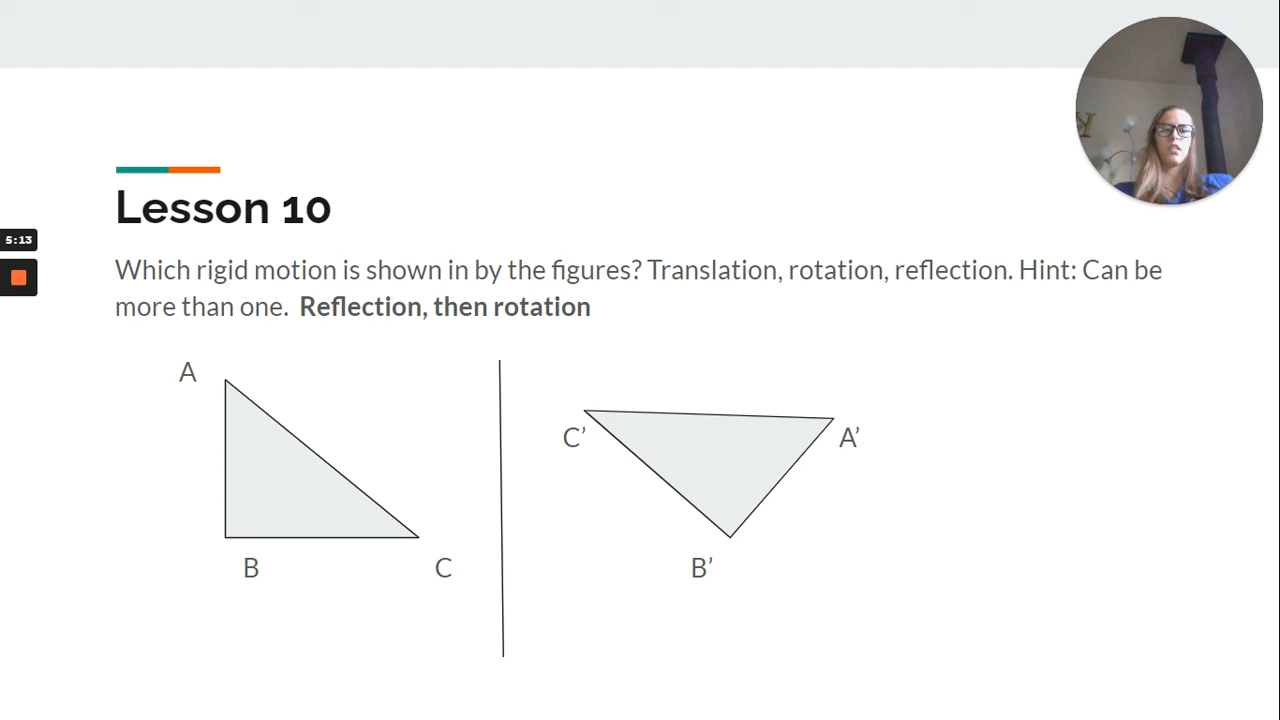 Lesson 10
5:13
Which rigid motion is shown in by the figures? Translation, rotation, reflection. Hint: Can be
more than one. Reflection, then rotation
A
C’
A’
B
C
B’
K